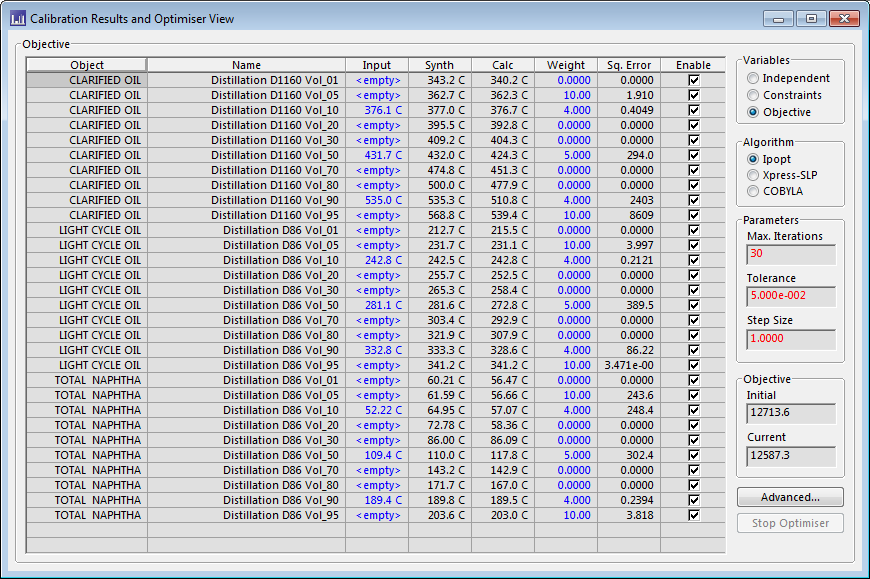 Calibration Results and Optimiser View
Objective
Object Name Input Synth Calc Weight Sq. Error Enable
CLARIFIED OIL Distillation D1160 Vol_01 <empty> 343.2 C 340.2 C 0.0000 0.0000
CLARIFIED OIL Distillation D1160 Vol_05 <empty> 362.7 C 362.3 C 10.00 1.910
CLARIFIED OIL Distillation D1160 Vol_10 376.1 C 377.0 C 376.7 C 4.000 0.4049
CLARIFIED OIL Distillation D1160 Vol_20 <empty> 395.5 C 392.8 C 0.0000 0.0000
CLARIFIED OIL Distillation D1160 Vol_30 <empty> 409.2 C 404.3 C 0.0000 0.0000
CLARIFIED OIL Distillation D1160 Vol_50 431.7 C 432.0 C 424.3 C 5.000 294.0
CLARIFIED OIL Distillation D1160 Vol_70 <empty> 474.8 C 451.3 C 0.0000 0.0000
CLARIFIED OIL Distillation D1160 Vol_80 <empty> 500.0 C 477.9 C 0.0000 0.0000
CLARIFIED OIL Distillation D1160 Vol_90 535.0 C 535.3 C 510.8 C 4.000 2403
CLARIFIED OIL Distillation D1160 Vol_95 <empty> 568.8 C 539.4 C 10.00 8609
LIGHT CYCLE OIL Distillation D86 Vol_01 <empty> 212.7 C 215.5 C 0.0000 0.0000
LIGHT CYCLE OIL Distillation D86 Vol_05 <empty> 231.7 C 231.1 C 10.00 3.997
LIGHT CYCLE OIL Distillation D86 Vol_10 242.8 C 242.5 C 242.8 C 4.000 0.2121
LIGHT CYCLE OIL Distillation D86 Vol_20 <empty> 255.7 C 252.5 C 0.0000 0.0000
LIGHT CYCLE OIL Distillation D86 Vol_30 <empty> 265.3 C 258.4 C 0.0000 0.0000
LIGHT CYCLE OIL Distillation D86 Vol_50 281.1 C 281.6 C 272.8 C 5.000 389.5
LIGHT CYCLE OIL Distillation D86 Vol_70 <empty> 303.4 C 292.9 C 0.0000 0.0000
LIGHT CYCLE OIL Distillation D86 Vol_80 <empty> 321.9 C 307.9 C 0.0000 0.0000
LIGHT CYCLE OIL Distillation D86 Vol_90 332.8 C 333.3 C 328.6 C 4.000 86.22
LIGHT CYCLE OIL Distillation D86 Vol_95 <empty> 341.2 C 341.2 C 10.00 3.471e-00
TOTAL NAPHTHA Distillation D86 Vol_01 <empty> 60.21 C 56.47 C 0.0000 0.0000
TOTAL NAPHTHA Distillation D86 Vol_05 <empty> 61.59 C 56.66 C 10.00 243.6
TOTAL NAPHTHA Distillation D86 Vol_10 52.22 C 64.95 C 57.07 C 4.000 248.4
TOTAL NAPHTHA Distillation D86 Vol_20 <empty> 72.78 C 58.36 C 0.0000 0.0000
TOTAL NAPHTHA Distillation D86 Vol_30 <empty> 86.00 C 86.09 C 0.0000 0.0000
TOTAL NAPHTHA Distillation D86 Vol_50 109.4 C 110.0 C 117.8 C 5.000 302.4
TOTAL NAPHTHA Distillation D86 Vol_70 <empty> 143.2 C 142.9 C 0.0000 0.0000
TOTAL NAPHTHA Distillation D86 Vol_80 <empty> 171.7 C 167.0 C 0.0000 0.0000
TOTAL NAPHTHA Distillation D86 Vol_90 189.4 C 189.8 C 189.5 C 4.000 0.2394
TOTAL NAPHTHA Distillation D86 Vol_95 <empty> 203.6 C 203.0 C 10.00 3.818
Variables
Independent
Constraints
Objective
Algorithm
Ipopt
Xpress-SLP
COBYLA
Parameters
Max. Iterations
30
Tolerance
5.000e-002
Step Size
1.0000
Objective
Initial
12713.6
Current
12587.3
Advanced...
Stop Optimiser